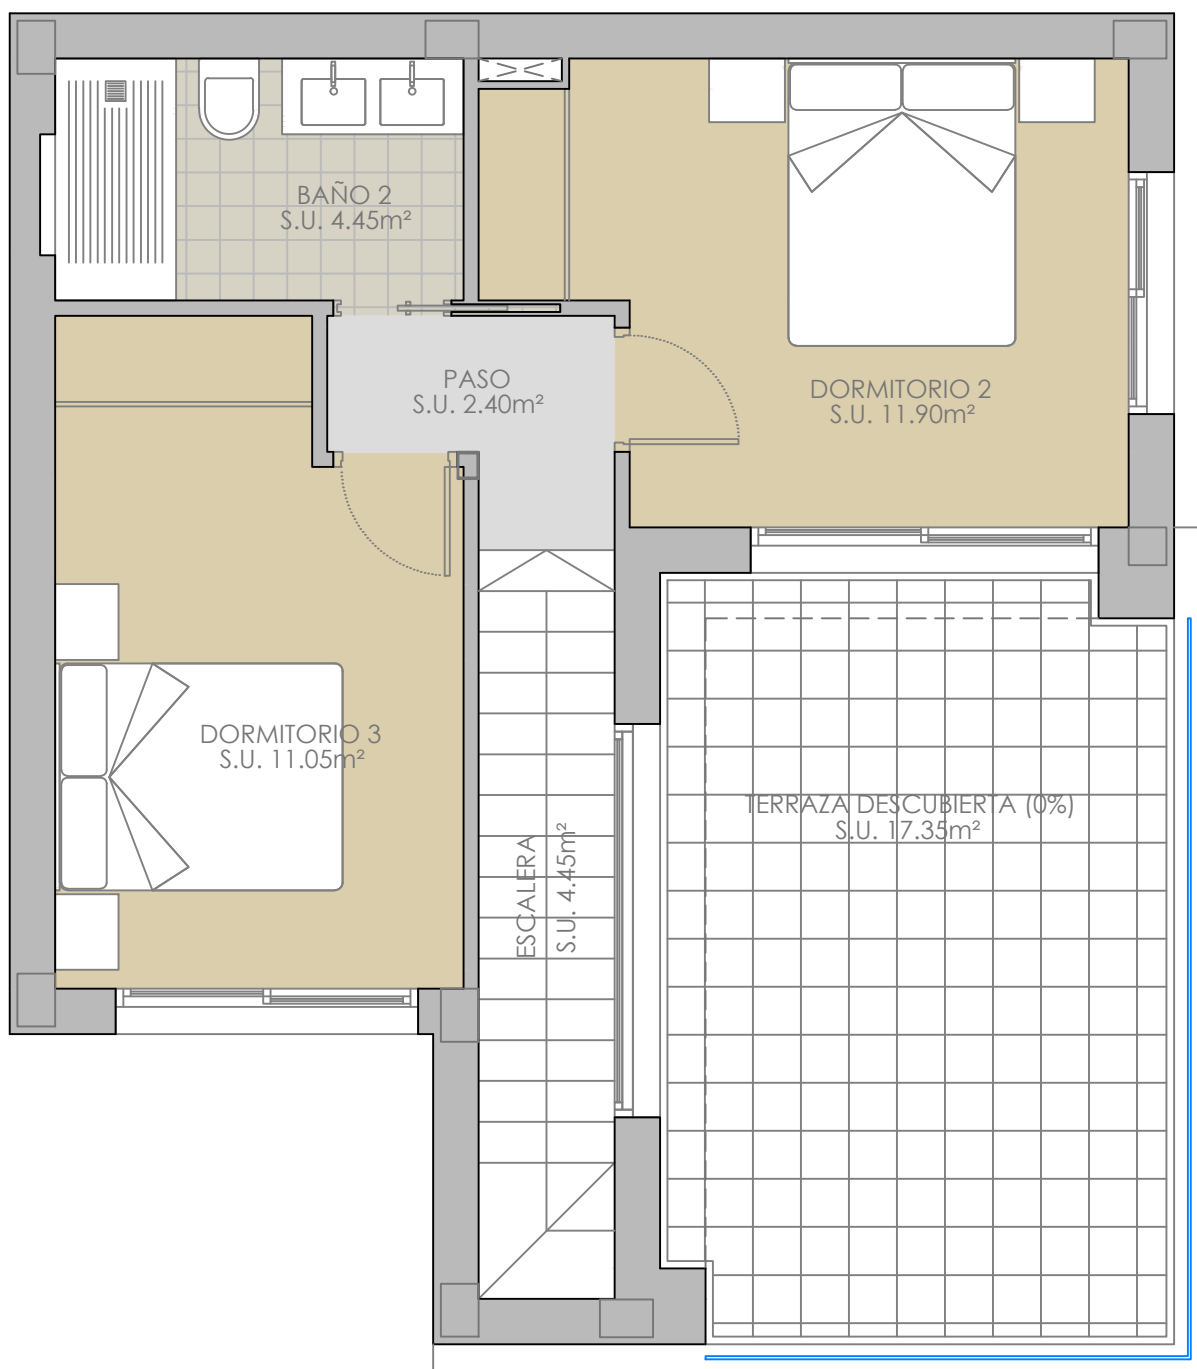 BAÑO 2
S.U. 4.45m²
PASO
S.U. 2.40m²
DORMITORIO 2
S.U. 11.90m²
DORMITORIO 3
S.U. 11.05m²
ESCALERA
S.U. 4.45m²
TERRAZA DESCUBIERTA (0%)
S.U. 17.35m²